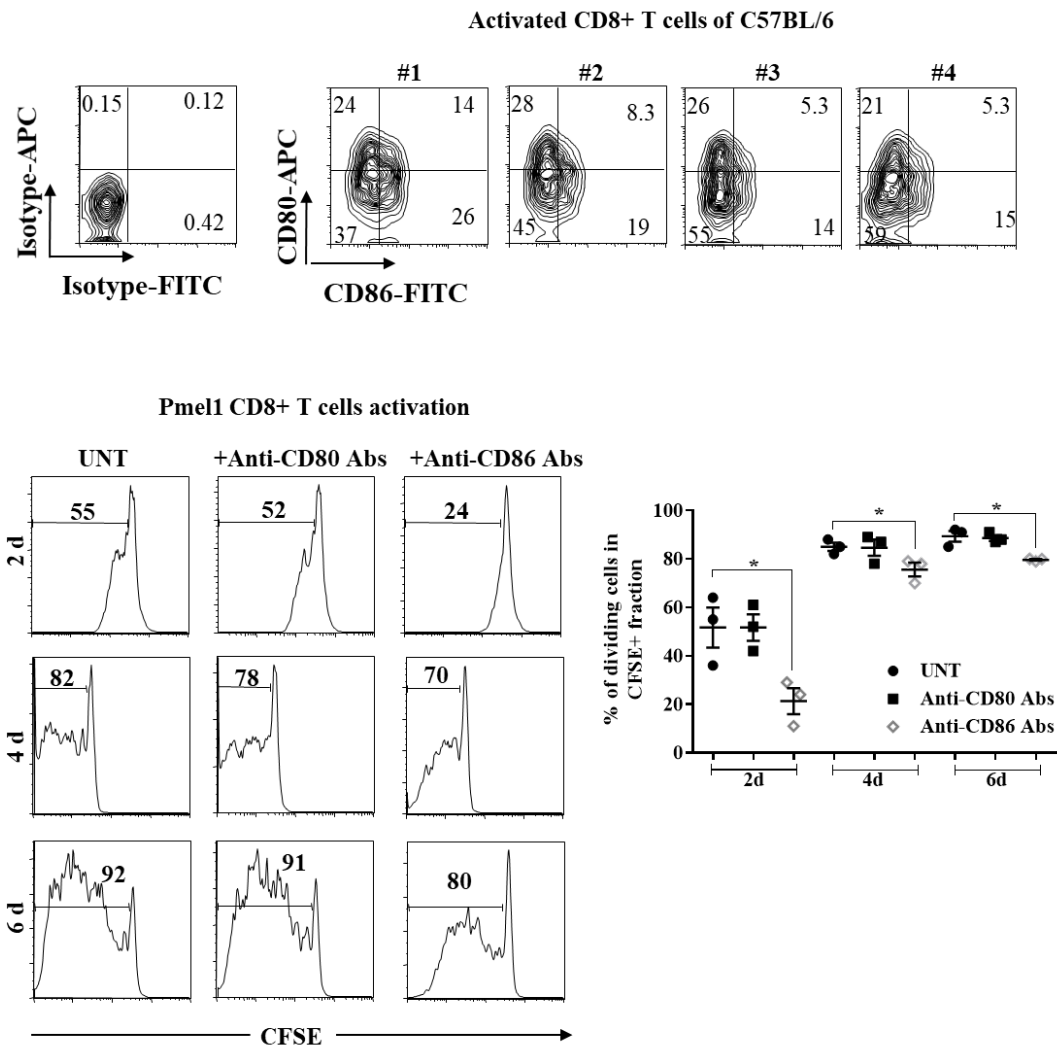 Activated CD8+ T cells of C57BL/6
#1 #2 #3 #4
Isotype-APC
0.15 0.12
0.42
Isotype-FITC
CD80-APC
24 14
37 26
28 8.3
45 19
26 5.3
55 14
21 5.3
59 15
CD86-FITC
Pmel1 CD8+ T cells activation
UNT +Anti-CD80 Abs +Anti-CD86 Abs
2 d
55 52 24
4 d
82 78 70
6 d
92 91 80
CFSE
% of dividing cells in
CFSE+ fraction
100
80
60
40
20
0
* * *
UNT
Anti-CD80 Abs
Anti-CD86 Abs
2d 4d 6d